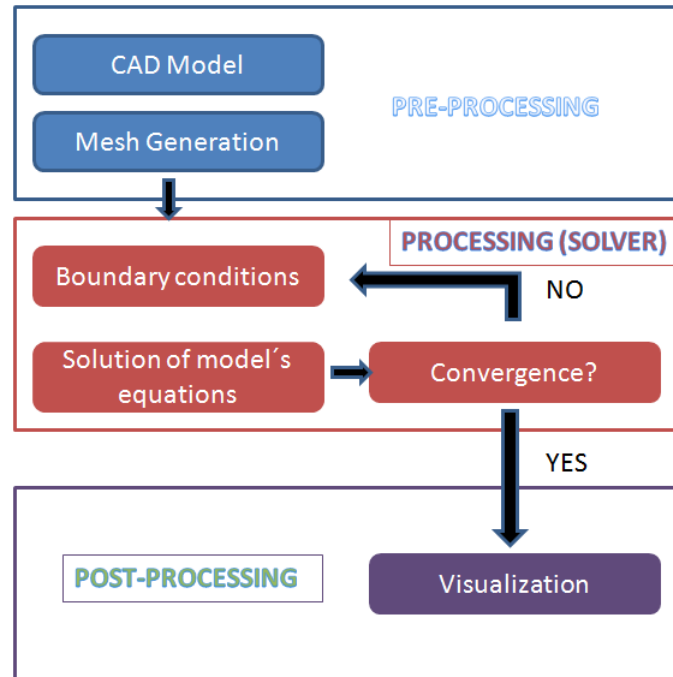 CAD Model
PRE-PROCESSING
Mesh Generation
PROCESSING (SOLVER)
Boundary conditions
NO
Solution of model´s
equations
Convergence?
YES
POST-PROCESSING
Visualization